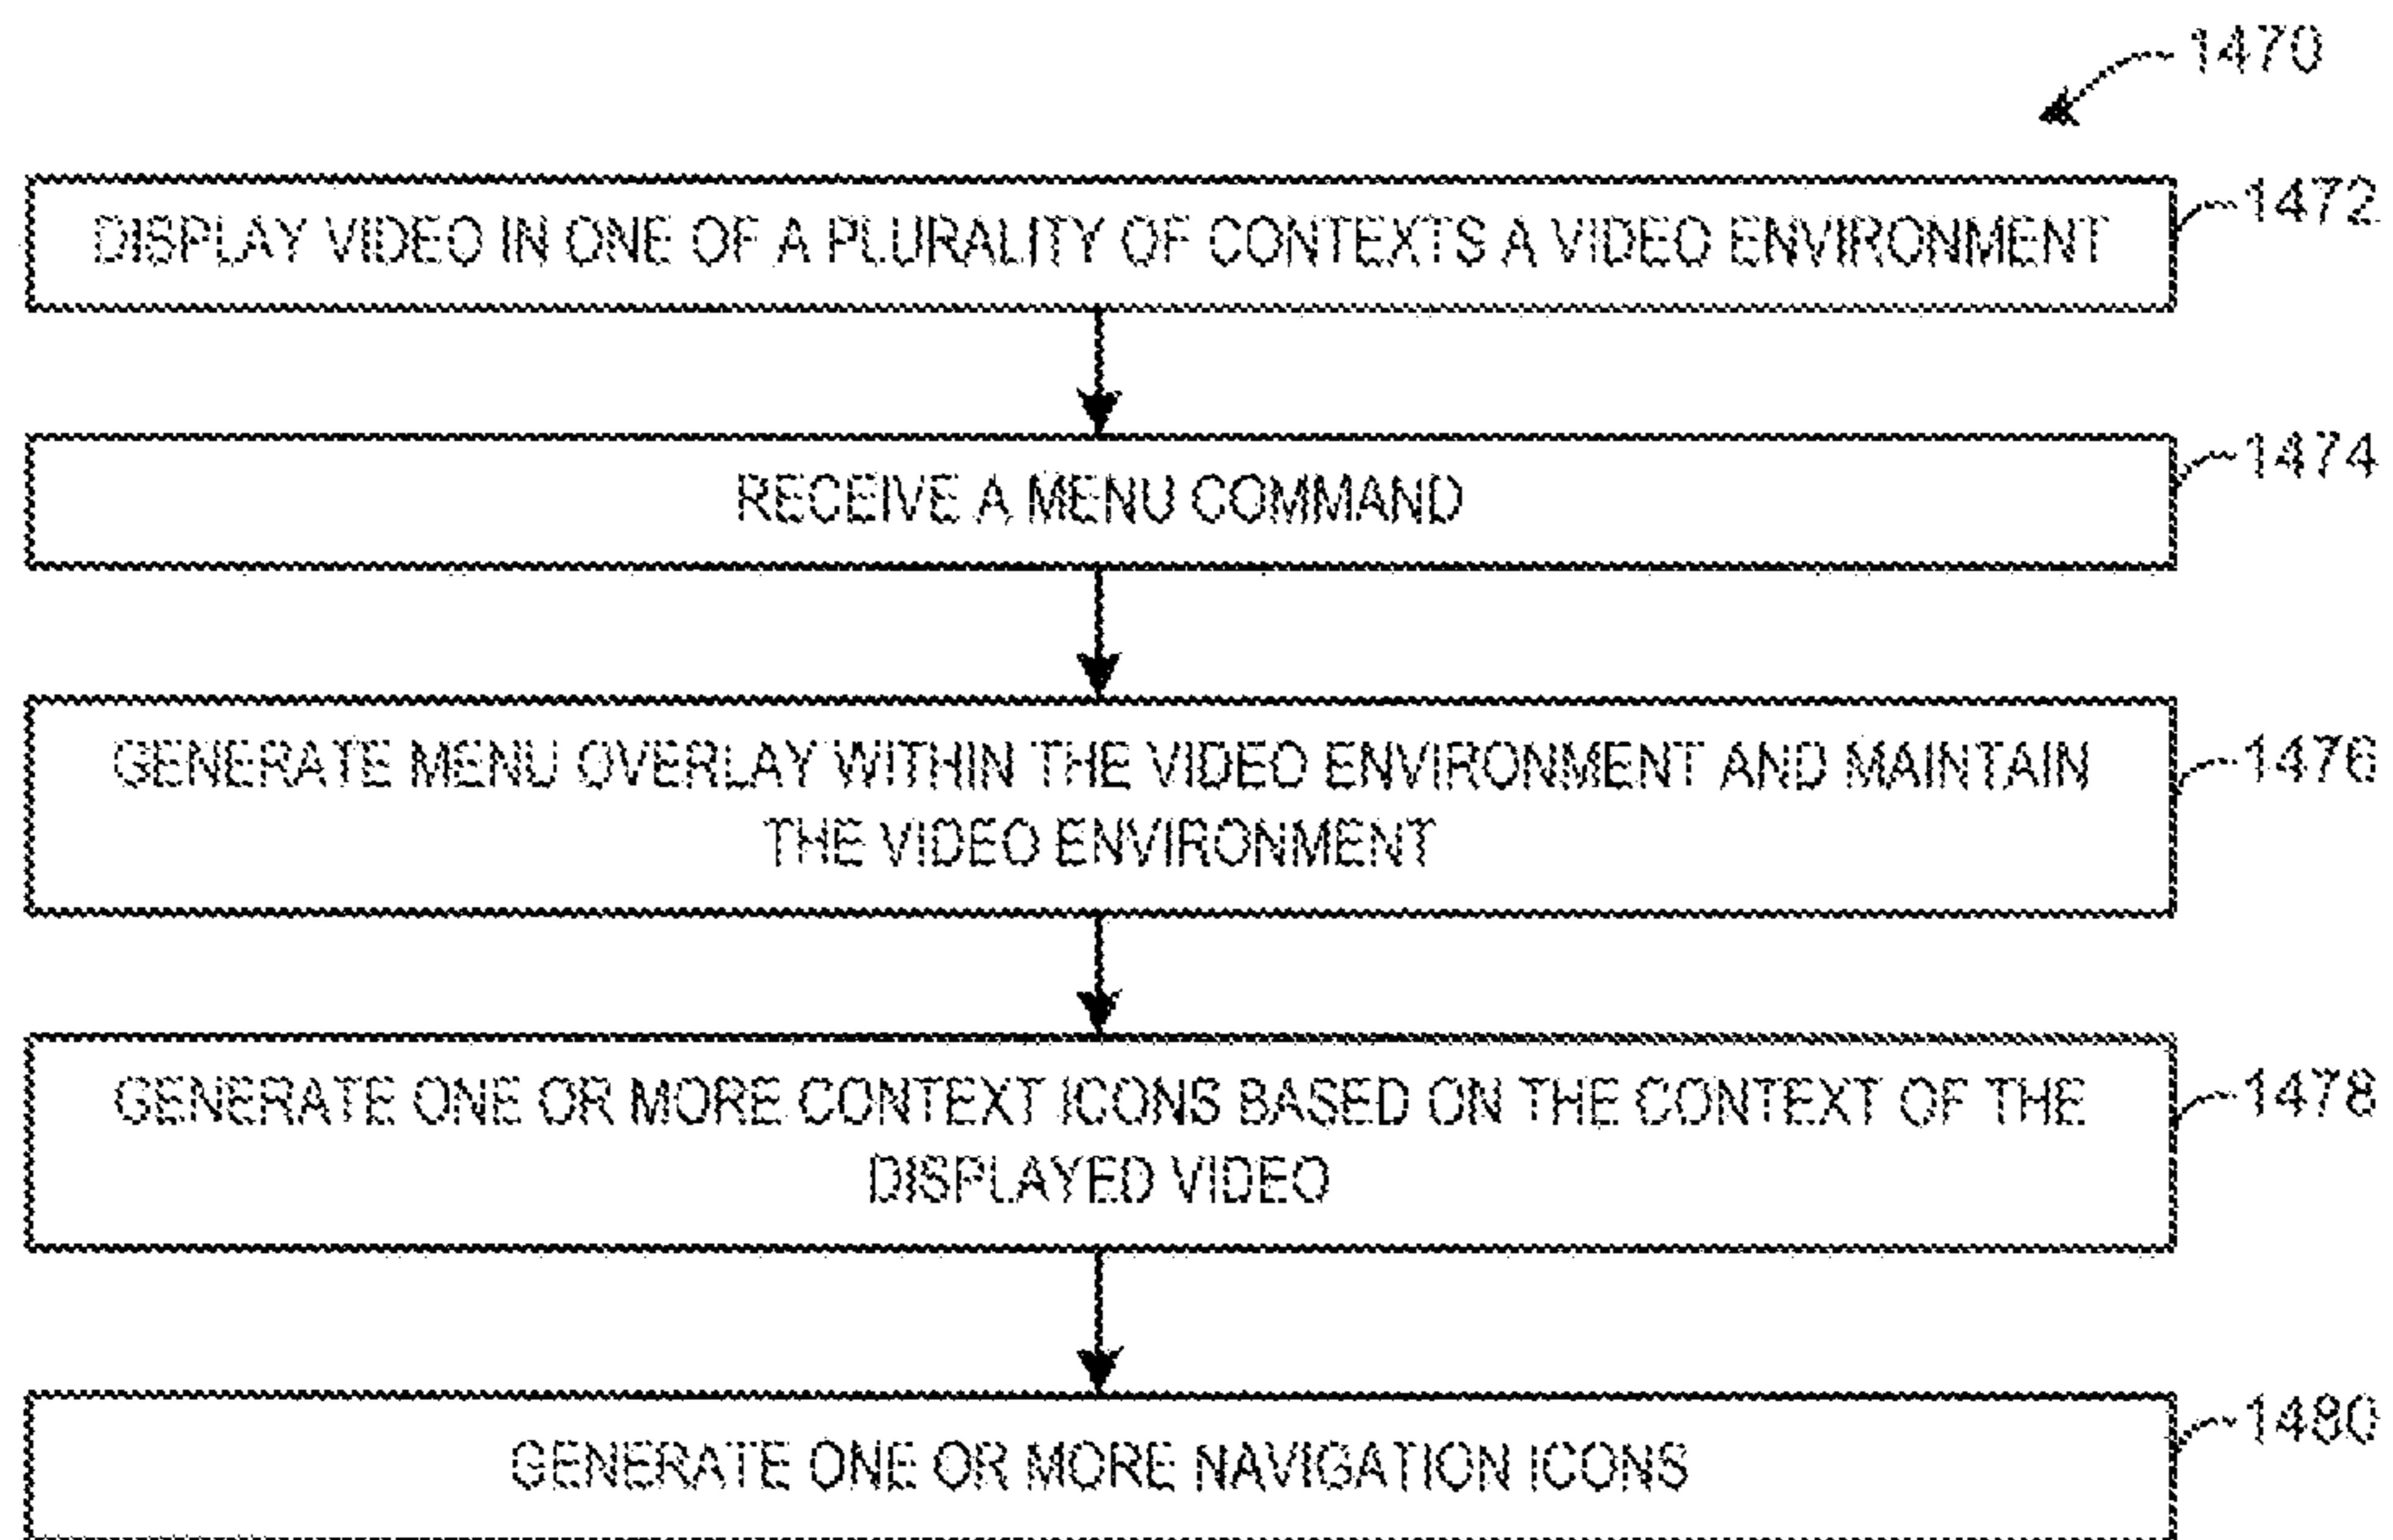 1470
DISPLAY VIDEO IN ONE OF A PLURALITY OF CONTEXTS A VIDEO ENVIRONMENT
1472
RECEIVE A MENU COMMAND
1474
GENERATE MENU OVERLAY WITHIN THE VIDEO ENVIRONMENT AND MAINTAIN
THE VIDEO ENVIRONMENT
1476
GENERATE ONE OR MORE CONTEXT ICONS BASED ON THE CONTEXT OF THE
DISPLAYED VIDEO
1478
GENERATE ONE OR MORE NAVIGATION ICONS
1480